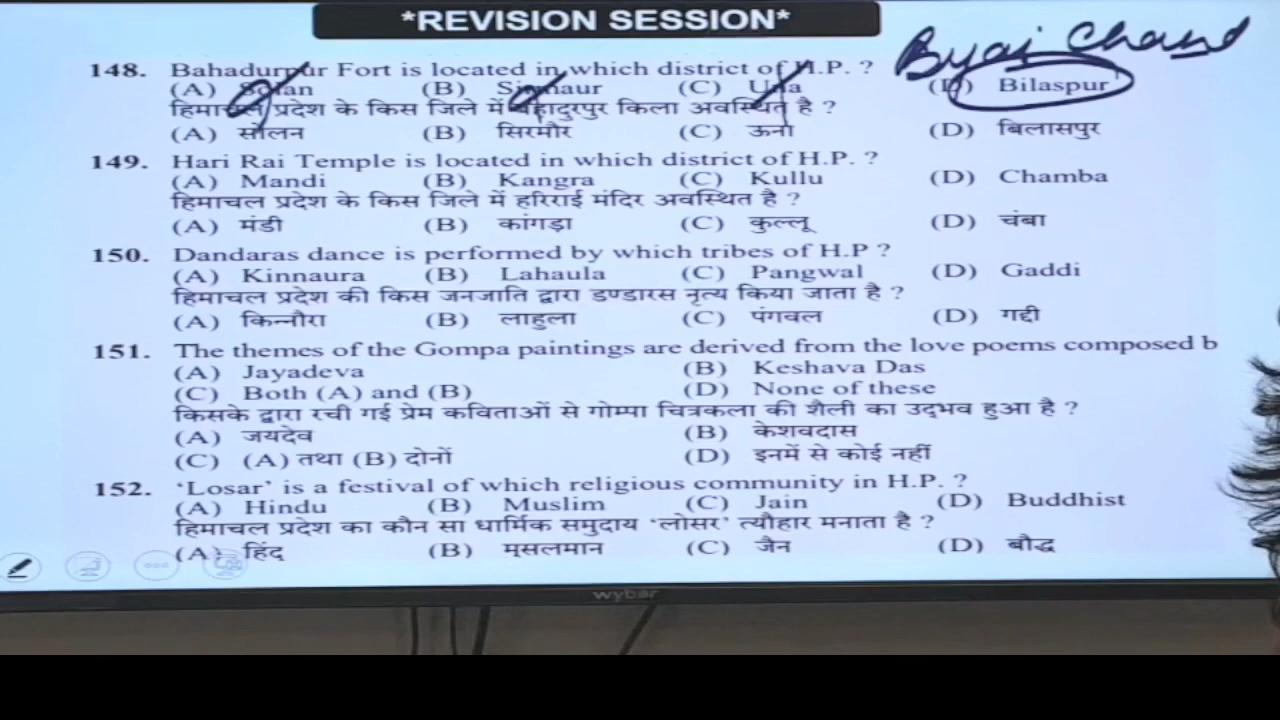 *REVISION SESSION*
Byai Chand
148. Bahadurpur Fort is located in which district of H.P. ?
(A) Solan (B) Sirmaur (C) Una (D) Bilaspur
हिमाचल प्रदेश के किस जिले में बहादुरपुर किला अवस्थित है ?
(A) सोलन (B) सिरमौर (C) ऊना (D) बिलासपुर
149. Hari Rai Temple is located in which district of H.P. ?
(A) Mandi (B) Kangra (C) Kullu (D) Chamba
हिमाचल प्रदेश के किस जिले में हरिराई मंदिर अवस्थित है ?
(A) मंडी (B) कांगड़ा (C) कुल्लू (D) चंबा
150. Dandaras dance is performed by which tribes of H.P ?
(A) Kinnaura (B) Lahaula (C) Pangwal (D) Gaddi
हिमाचल प्रदेश की किस जनजाति द्वारा डण्डारस नृत्य किया जाता है ?
(A) किन्नौरा (B) लाहुला (C) पंगवल (D) गद्दी
151. The themes of the Gompa paintings are derived from the love poems composed b
(A) Jayadeva (B) Keshava Das
(C) Both (A) and (B) (D) None of these
किसके द्वारा रची गई प्रेम कविताओं से गोम्पा चित्रकला की शैली का उद्भव हुआ है ?
(A) जयदेव (B) केशवदास
(C) (A) तथा (B) दोनों (D) इनमें से कोई नहीं
152. ‘Losar’ is a festival of which religious community in H.P. ?
(A) Hindu (B) Muslim (C) Jain (D) Buddhist
हिमाचल प्रदेश का कौन सा धार्मिक समुदाय ‘लोसर’ त्यौहार मनाता है ?
(A) हिंदू (B) मुसलमान (C) जैन (D) बौद्ध
wybor